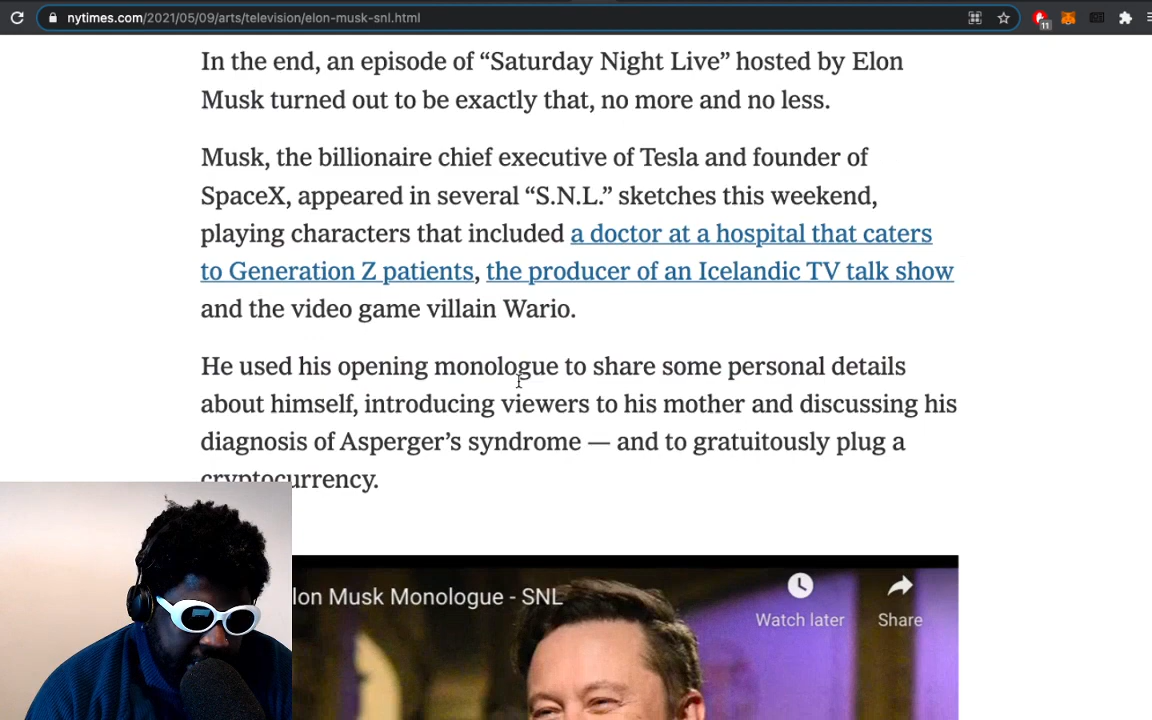 nytimes.com/2021/05/09/arts/television/elon-musk-snl.html
11
In the end, an episode of “Saturday Night Live” hosted by Elon
Musk turned out to be exactly that, no more and no less.
Musk, the billionaire chief executive of Tesla and founder of
SpaceX, appeared in several “S.N.L.” sketches this weekend,
playing characters that included a doctor at a hospital that caters
to Generation Z patients, the producer of an Icelandic TV talk show
and the video game villain Wario.
He used his opening monologue to share some personal details
about himself, introducing viewers to his mother and discussing his
diagnosis of Asperger’s syndrome — and to gratuitously plug a
cryptocurrency.
lon Musk Monologue - SNL
Watch later
Share